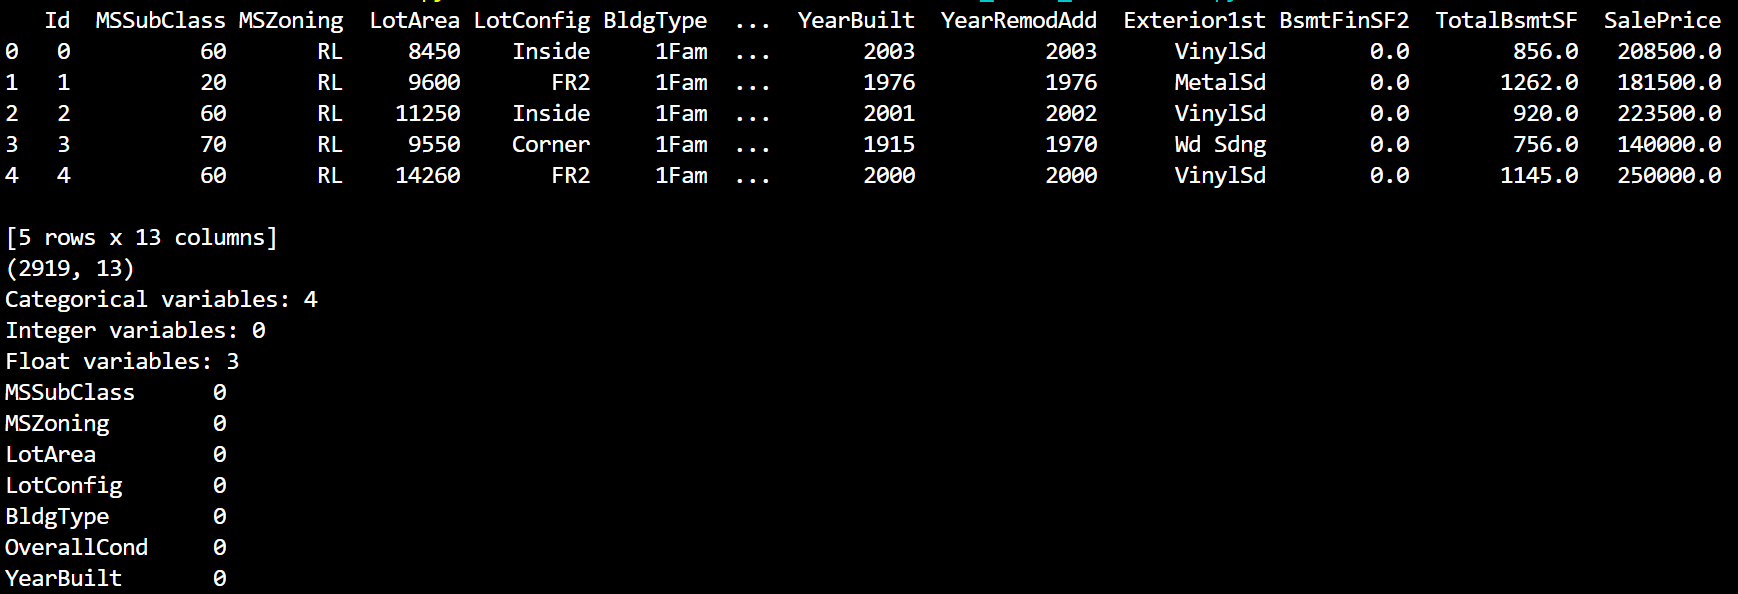 Id MSSubClass MSZoning LotArea LotConfig BldgType ... YearBuilt YearRemodAdd Exterior1st BsmtFinSF2 TotalBsmtSF SalePrice
0 0 60 RL 8450 Inside 1Fam ... 2003 2003 VinylSd 0.0 856.0 208500.0
1 1 20 RL 9600 FR2 1Fam ... 1976 1976 MetalSd 0.0 1262.0 181500.0
2 2 60 RL 11250 Inside 1Fam ... 2001 2002 VinylSd 0.0 920.0 223500.0
3 3 70 RL 9550 Corner 1Fam ... 1915 1970 Wd Sdng 0.0 756.0 140000.0
4 4 60 RL 14260 FR2 1Fam ... 2000 2000 VinylSd 0.0 1145.0 250000.0
[5 rows x 13 columns]
(2919, 13)
Categorical variables: 4
Integer variables: 0
Float variables: 3
MSSubClass 0
MSZoning 0
LotArea 0
LotConfig 0
BldgType 0
OverallCond 0
YearBuilt 0